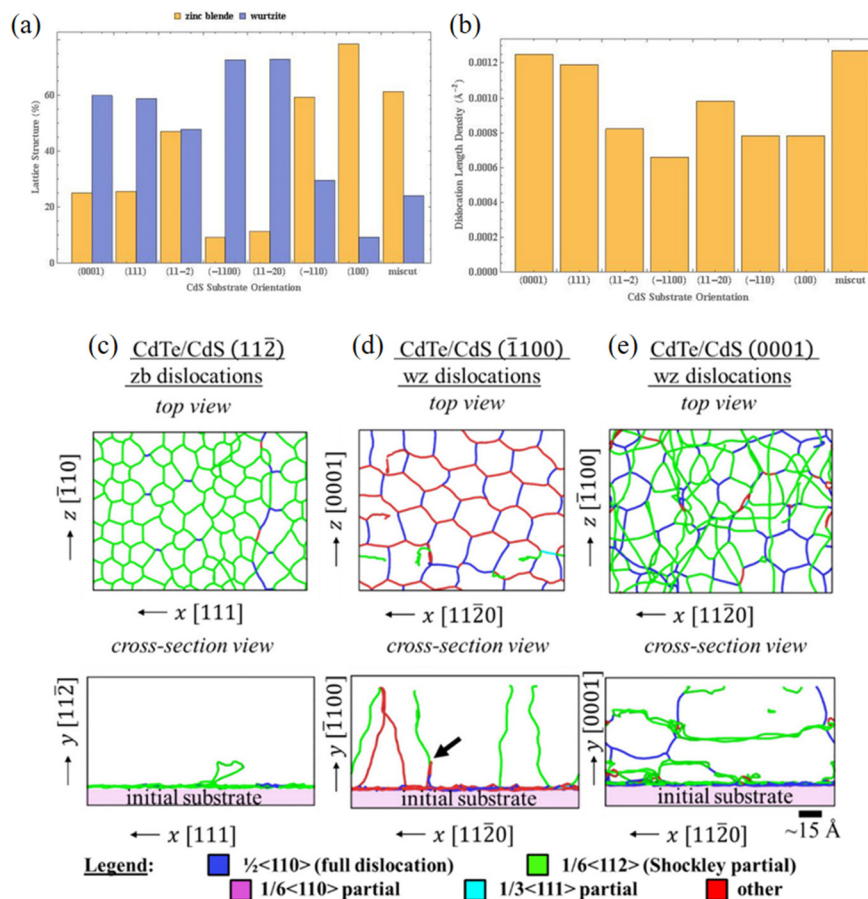 (a)
zinc blende wurtzite
Lattice Structure (%)
60
40
20
0
(0001) (111) (11−2) (−1100) (11−20) (−110) (100) miscut
CdS Substrate Orientation
(b)
Dislocation Length Density (Å⁻²)
0.0012
0.0010
0.0008
0.0006
0.0004
0.0002
0.0000
(0001) (111) (11−2) (−1100) (11−20) (−110) (100) miscut
CdS Substrate Orientation
(c) CdTe/CdS (112̄)
zb dislocations
top view
z [1̄10]
x [111]
cross-section view
y [112̄]
initial substrate
x [111]
(d) CdTe/CdS (1̄100)
wz dislocations
top view
z [0001]
x [112̄0]
cross-section view
y [1̄100]
initial substrate
x [112̄0]
(e) CdTe/CdS (0001)
wz dislocations
top view
z [1̄100]
x [112̄0]
cross-section view
y [0001]
initial substrate
x [112̄0]
~15 Å
Legend: ½<110> (full dislocation) 1/6<112> (Shockley partial)
1/6<110> partial 1/3<111> partial other